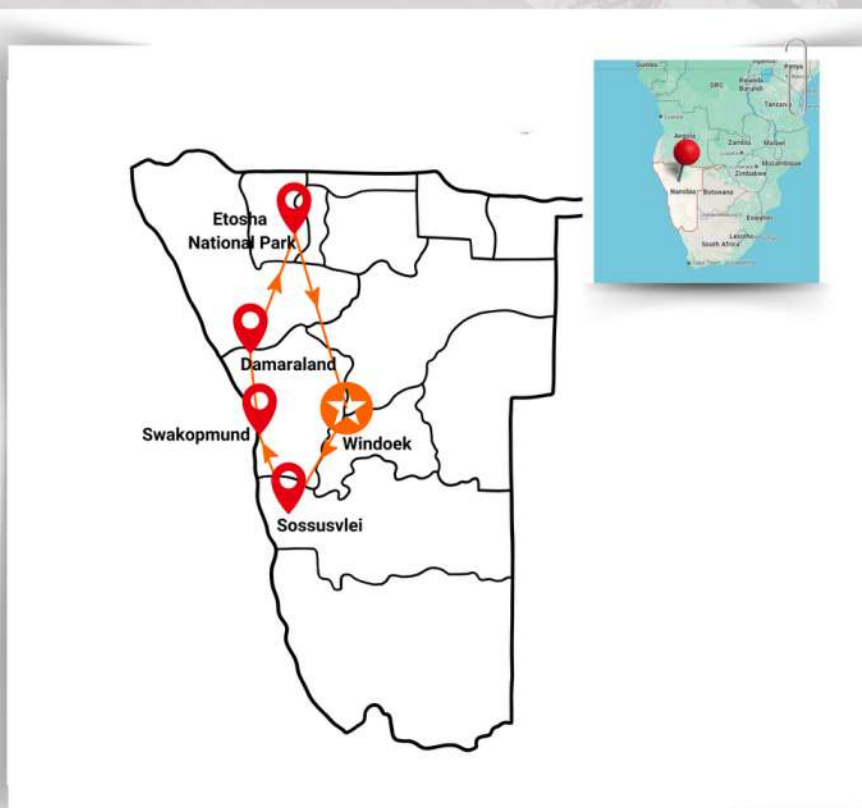 Etosha
National Park
Damaraland
Swakopmund
Windoek
Sossusvlei
DRC
Rwanda
Burundi
Kenya
Tanzania
Angola
Zambia
Malawi
Mozambique
Zimbabwe
Namibia
Botswana
Eswatini
Lesotho
South Africa